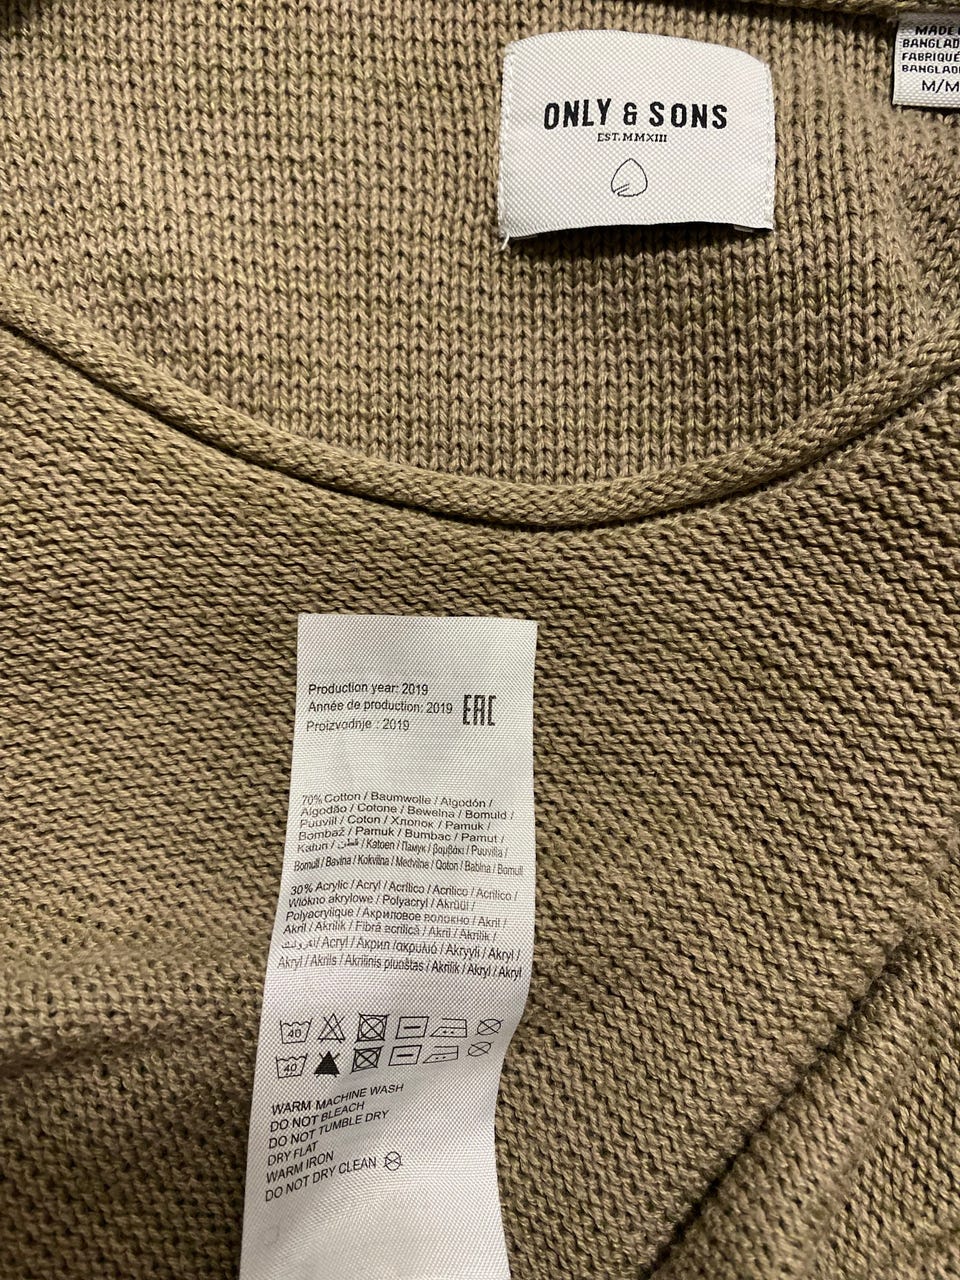 ONLY & SONS
EST. MMXIII
MADE
BANGLAD
FABRIQUÉ
BANGLAD
M/M
Production year: 2019
Année de production: 2019
Proizvodnje : 2019
EAC
70% Cotton / Baumwolle / Algodón /
Algodão / Cotone / Bewelna / Bomuld /
Puuvill / Coton / Хлопок / Pamuk /
Bombaž / Pamuk / Bumbac / Pamut /
Katun / قطن / Katoen / Памук / βαμβάκι / Puuvilla /
Bomull / Bavlna / Kokvilna / Medvilnė / Qoton / Babina / Bomull
30% Acrylic / Acryl / Acrílico / Acrílico / Acrilico /
Włókno akrylowe / Polyacryl / Akrüül /
Polyacrylique / Акриловое волокно / Akril /
Akril / Akrilik / Fibră acrilică / Akril / Akrilik /
/ Acryl / Акрил / ακρυλιό / Akryyli / Akryl /
Akryl / Akrils / Akrilinis pluoštas / Akrilik / Akryl / Akryl
40
40
WARM MACHINE WASH
DO NOT BLEACH
DO NOT TUMBLE DRY
DRY FLAT
WARM IRON
DO NOT DRY CLEAN